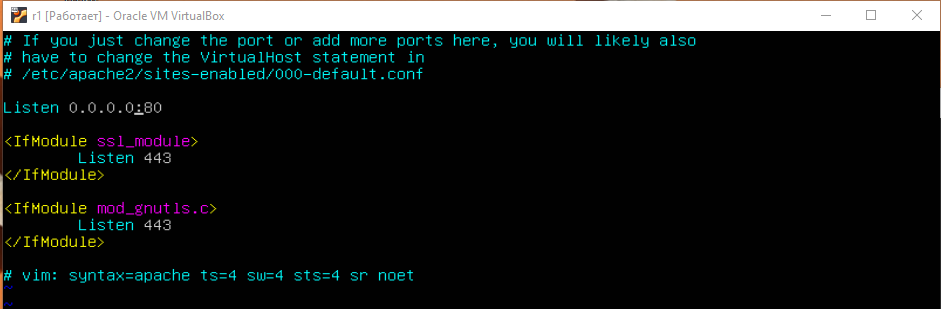 r1 [Работает] - Oracle VM VirtualBox
# If you just change the port or add more ports here, you will likely also
# have to change the VirtualHost statement in
# /etc/apache2/sites-enabled/000-default.conf
Listen 0.0.0.0:80
<IfModule ssl_module>
        Listen 443
</IfModule>
<IfModule mod_gnutls.c>
        Listen 443
</IfModule>
# vim: syntax=apache ts=4 sw=4 sts=4 sr noet
~
~